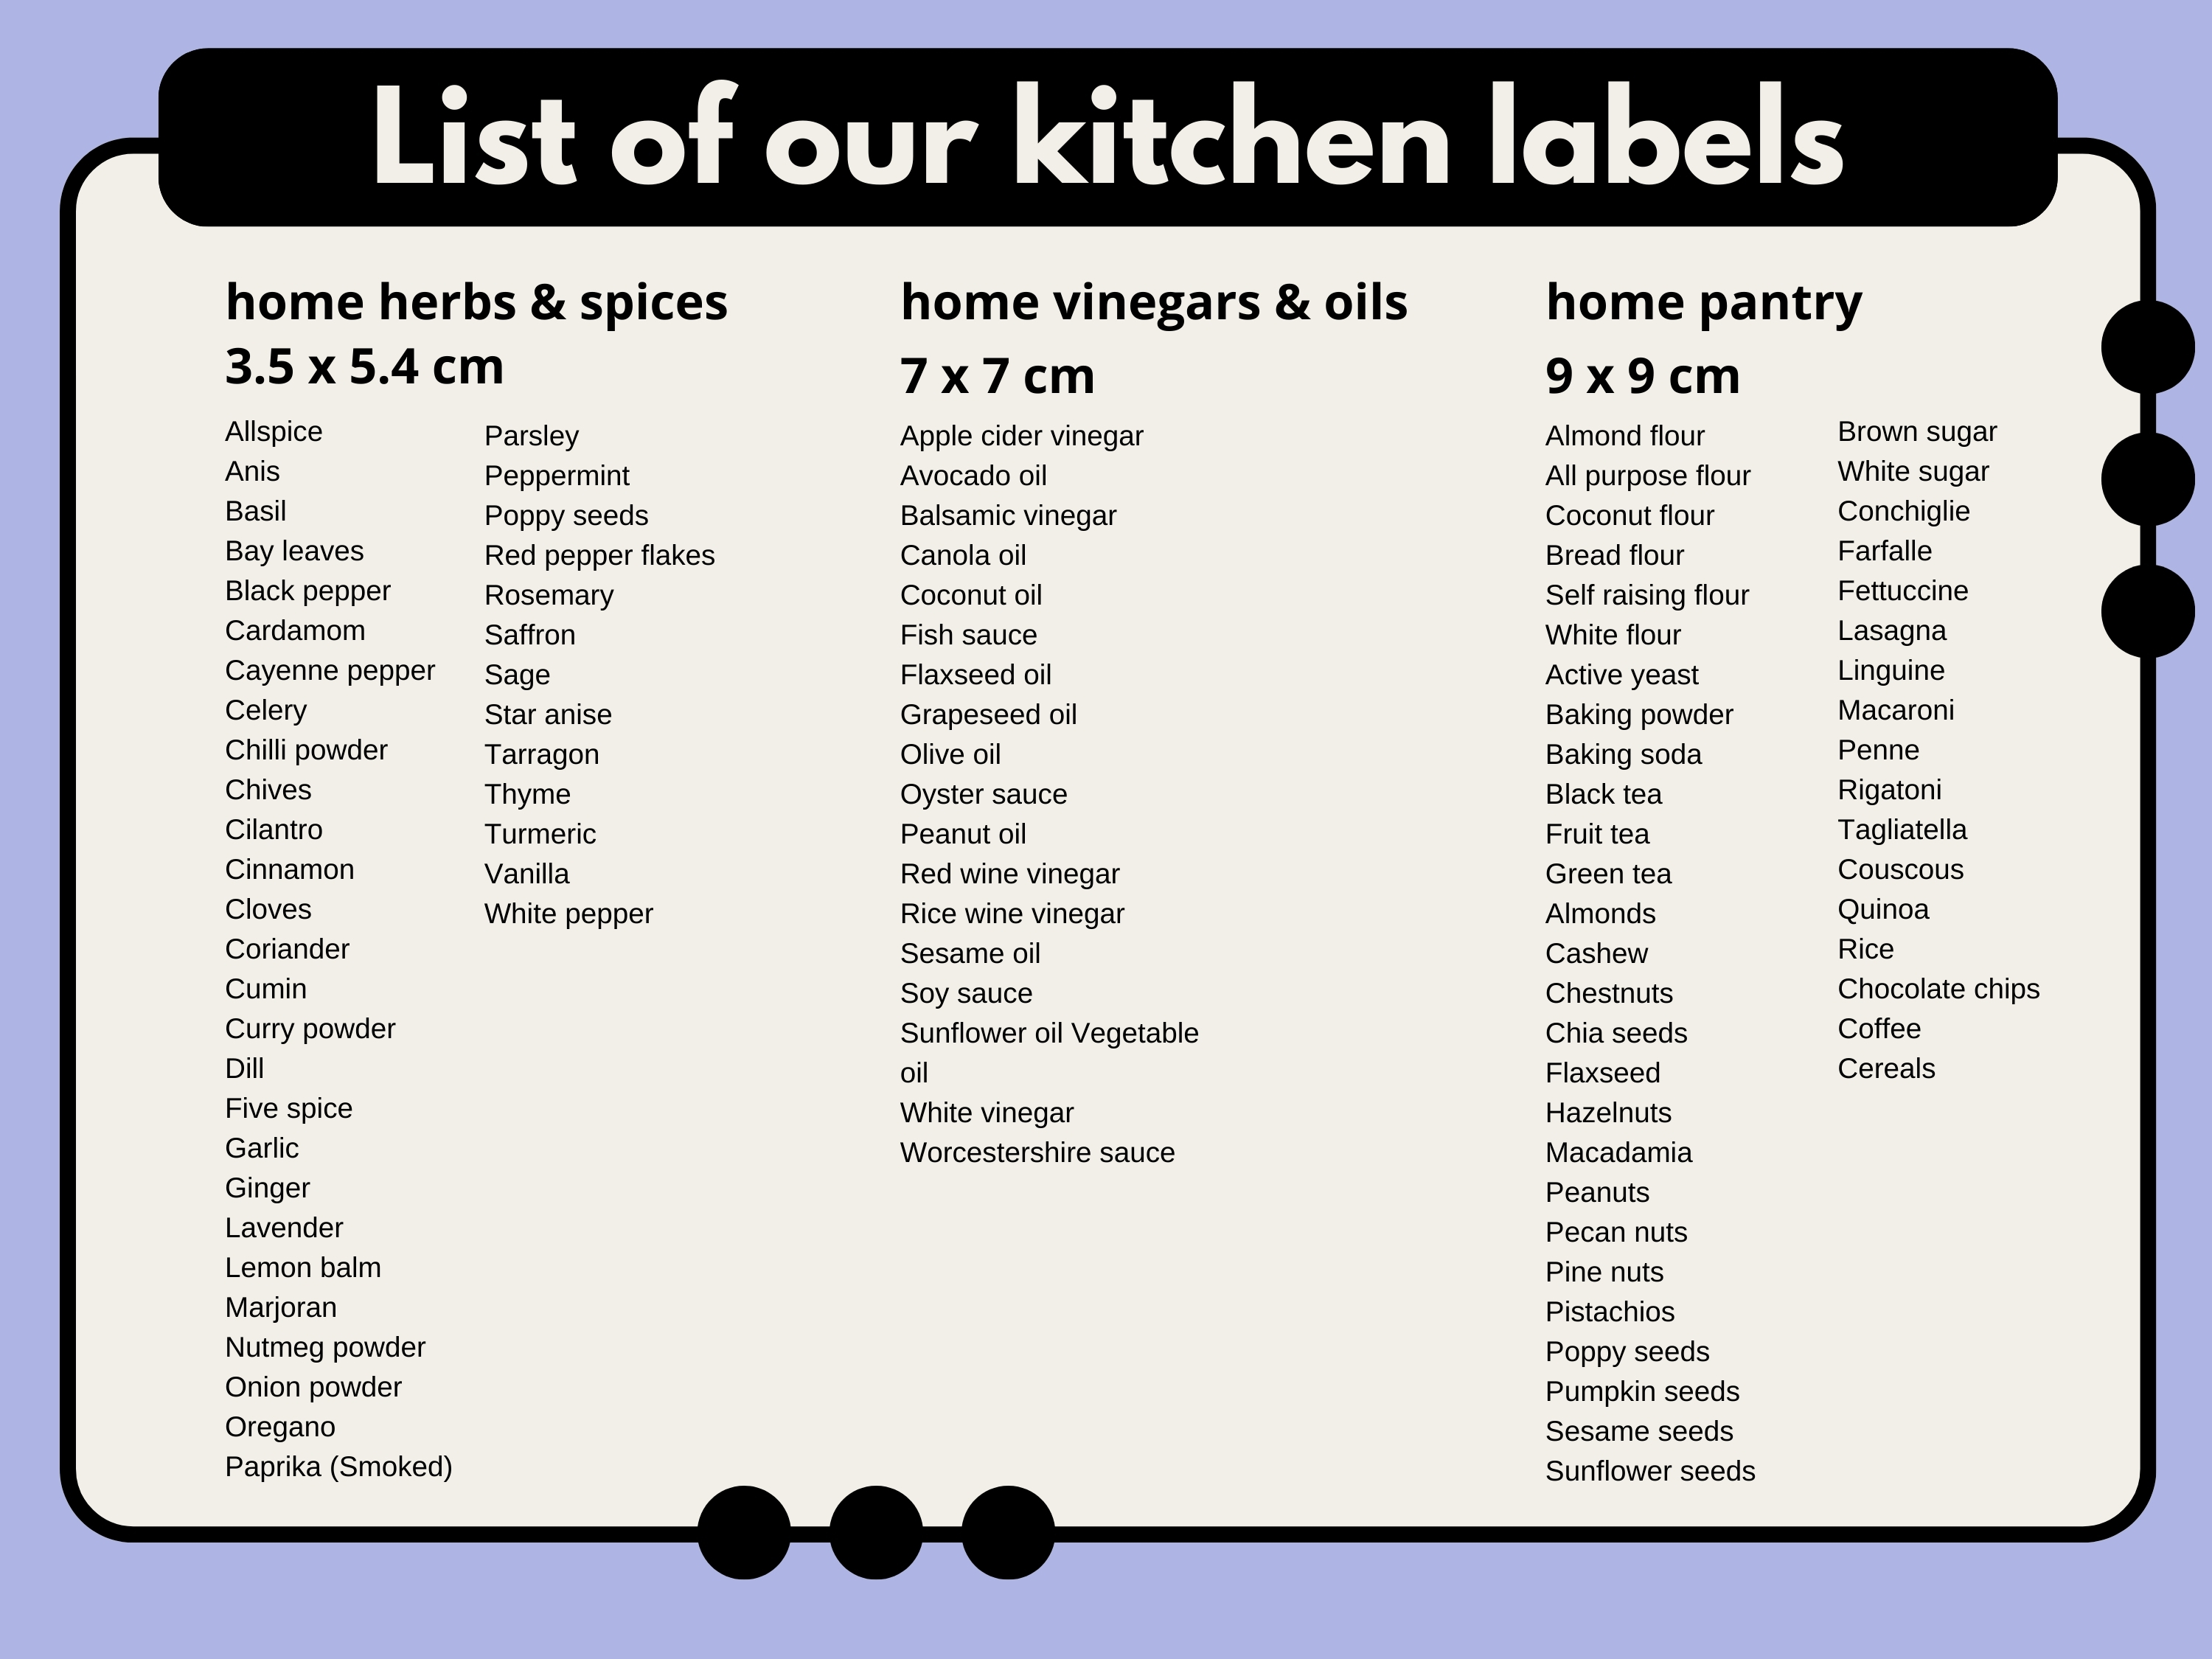 List of our kitchen labels
home herbs & spices
3.5 x 5.4 cm
Allspice
Anis
Basil
Bay leaves
Black pepper
Cardamom
Cayenne pepper
Celery
Chilli powder
Chives
Cilantro
Cinnamon
Cloves
Coriander
Cumin
Curry powder
Dill
Five spice
Garlic
Ginger
Lavender
Lemon balm
Marjoran
Nutmeg powder
Onion powder
Oregano
Paprika (Smoked)
Parsley
Peppermint
Poppy seeds
Red pepper flakes
Rosemary
Saffron
Sage
Star anise
Tarragon
Thyme
Turmeric
Vanilla
White pepper
home vinegars & oils
7 x 7 cm
Apple cider vinegar
Avocado oil
Balsamic vinegar
Canola oil
Coconut oil
Fish sauce
Flaxseed oil
Grapeseed oil
Olive oil
Oyster sauce
Peanut oil
Red wine vinegar
Rice wine vinegar
Sesame oil
Soy sauce
Sunflower oil Vegetable
oil
White vinegar
Worcestershire sauce
home pantry
9 x 9 cm
Almond flour
All purpose flour
Coconut flour
Bread flour
Self raising flour
White flour
Active yeast
Baking powder
Baking soda
Black tea
Fruit tea
Green tea
Almonds
Cashew
Chestnuts
Chia seeds
Flaxseed
Hazelnuts
Macadamia
Peanuts
Pecan nuts
Pine nuts
Pistachios
Poppy seeds
Pumpkin seeds
Sesame seeds
Sunflower seeds
Brown sugar
White sugar
Conchiglie
Farfalle
Fettuccine
Lasagna
Linguine
Macaroni
Penne
Rigatoni
Tagliatella
Couscous
Quinoa
Rice
Chocolate chips
Coffee
Cereals